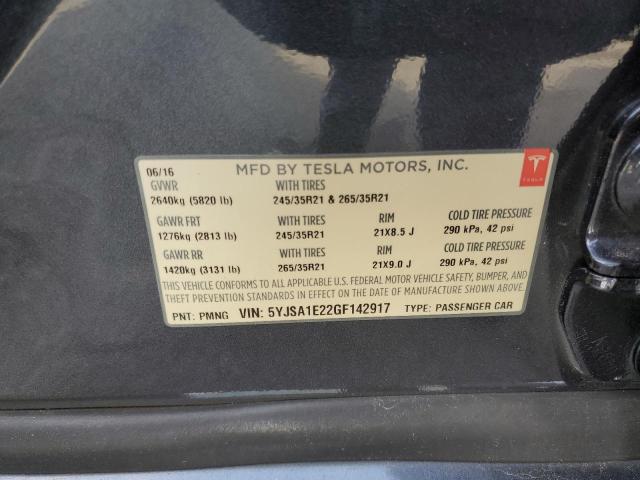 06/16 MFD BY TESLA MOTORS, INC. TESLA
GVWR WITH TIRES
2640kg (5820 lb) 245/35R21 & 265/35R21
GAWR FRT WITH TIRES RIM COLD TIRE PRESSURE
1276kg (2813 lb) 245/35R21 21X8.5 J 290 kPa, 42 psi
GAWR RR WITH TIRES RIM COLD TIRE PRESSURE
1420kg (3131 lb) 265/35R21 21X9.0 J 290 kPa, 42 psi
THIS VEHICLE CONFORMS TO ALL APPLICABLE U.S. FEDERAL MOTOR VEHICLE SAFETY, BUMPER, AND
THEFT PREVENTION STANDARDS IN EFFECT ON THE DATE OF MANUFACTURE SHOWN ABOVE.
PNT: PMNG VIN: 5YJSA1E22GF142917 TYPE: PASSENGER CAR